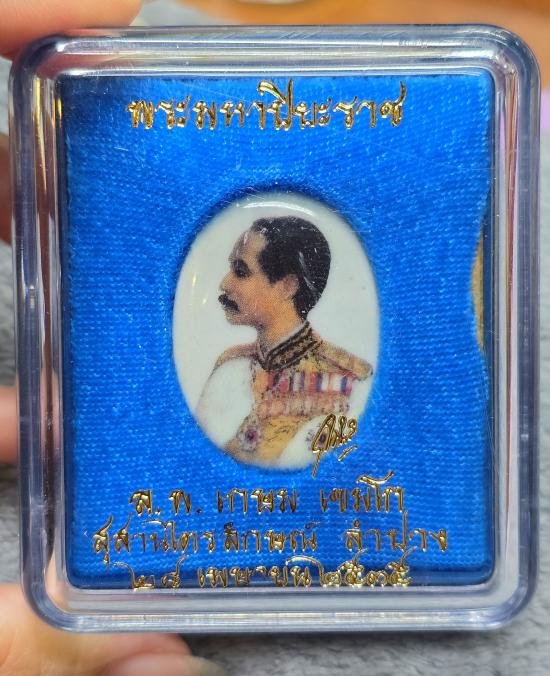 พระมหาปิยะราช
ล.พ. เกษม เขมโก
สุสานไตรลักษณ์ ลำปาง
๒๘ เมษายน ๒๕๓๕